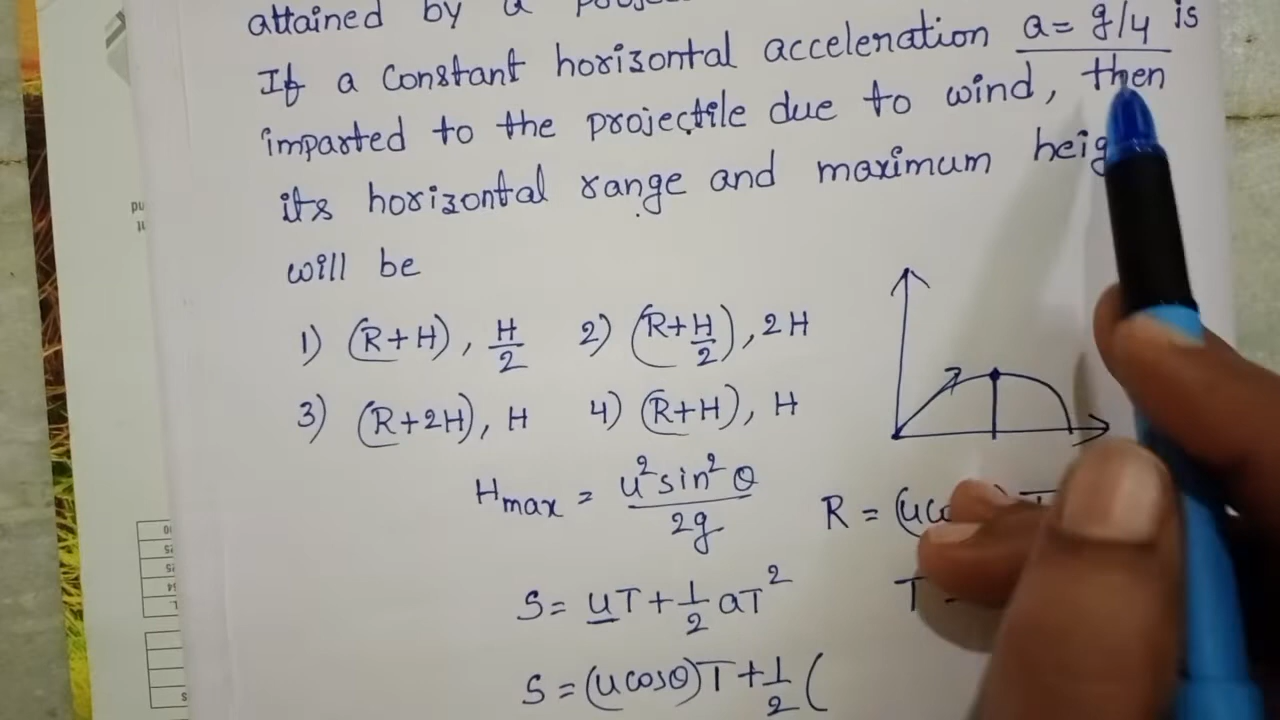 attained by a
If a constant horizontal acceleration a = g/4 is
imparted to the projectile due to wind, then
its horizontal range and maximum heig
will be
1) (R+H), H/2 2) (R+H/2), 2H
3) (R+2H), H 4) (R+H), H
Hmax = u²sin²θ/2g R = (uco
S = uT + 1/2 aT² T
S = (ucosθ)T + 1/2 (